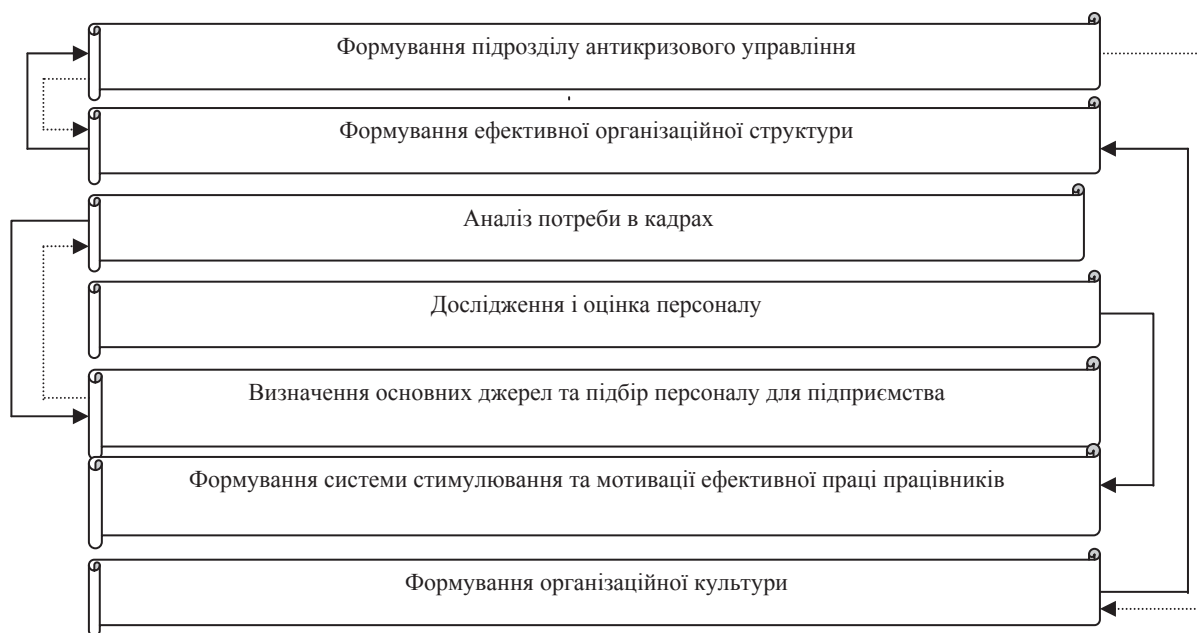 Формування підрозділу антикризового управління
Формування ефективної організаційної структури
Аналіз потреби в кадрах
Дослідження і оцінка персоналу
Визначення основних джерел та підбір персоналу для підприємства
Формування системи стимулювання та мотивації ефективної праці працівників
Формування організаційної культури